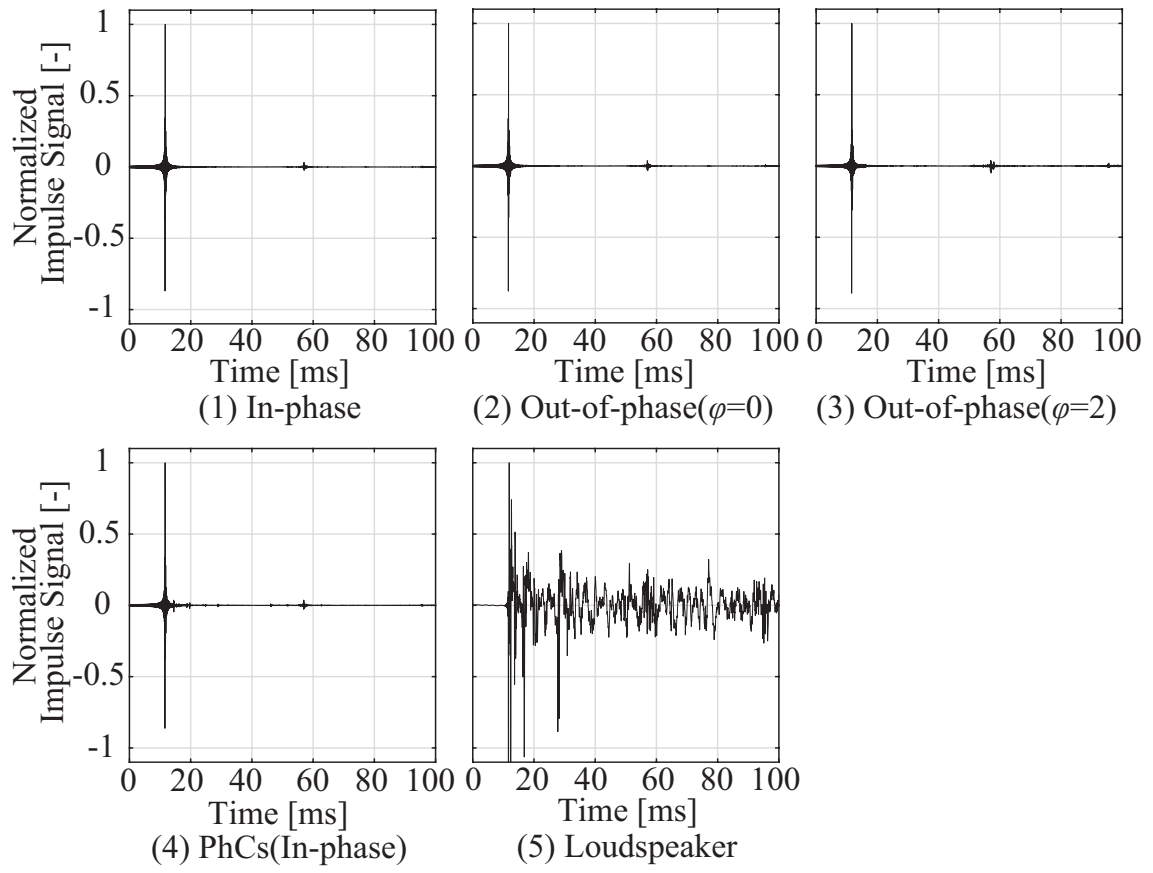 Normalized
Impulse Signal [-]
1
0.5
0
-0.5
-1
0 20 40 60 80 100
Time [ms]
(1) In-phase
0 20 40 60 80 100
Time [ms]
(2) Out-of-phase(φ=0)
0 20 40 60 80 100
Time [ms]
(3) Out-of-phase(φ=2)
Normalized
Impulse Signal [-]
1
0.5
0
-0.5
-1
0 20 40 60 80 100
Time [ms]
(4) PhCs(In-phase)
0 20 40 60 80 100
Time [ms]
(5) Loudspeaker